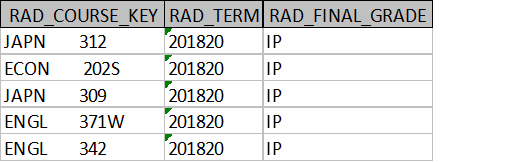 RAD_COURSE_KEY RAD_TERM RAD_FINAL_GRADE
JAPN 312 201820 IP
ECON 202S 201820 IP
JAPN 309 201820 IP
ENGL 371W 201820 IP
ENGL 342 201820 IP